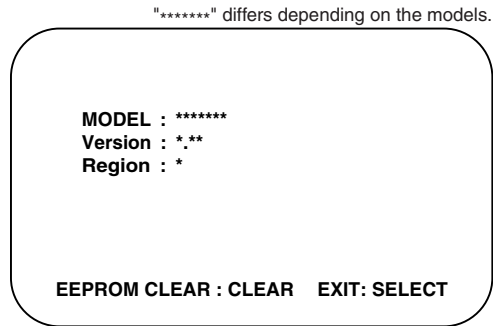 "*******" differs depending on the models.
MODEL : *******
Version : *.**
Region : *
EEPROM CLEAR : CLEAR EXIT: SELECT